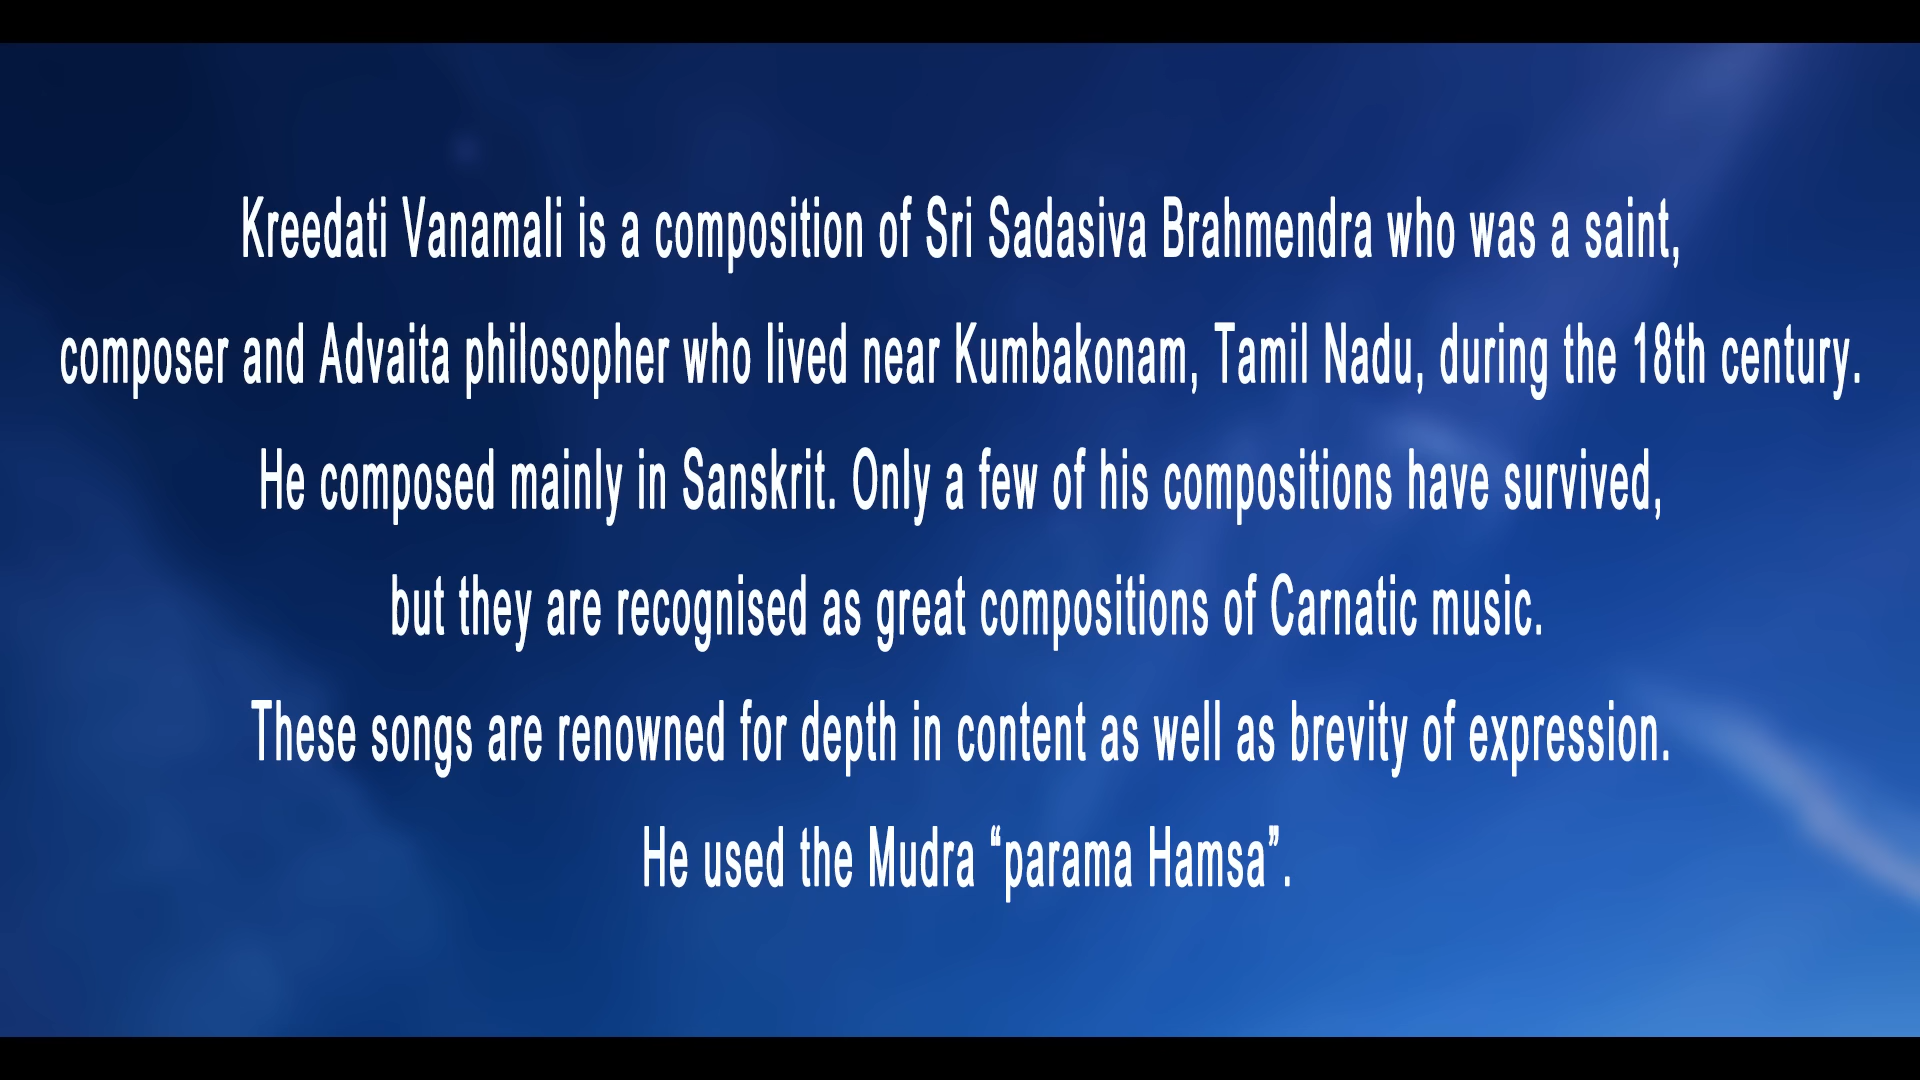 Kreedati Vanamali is a composition of Sri Sadasiva Brahmendra who was a saint,
composer and Advaita philosopher who lived near Kumbakonam, Tamil Nadu, during the 18th century.
He composed mainly in Sanskrit. Only a few of his compositions have survived,
but they are recognised as great compositions of Carnatic music.
These songs are renowned for depth in content as well as brevity of expression.
He used the Mudra “parama Hamsa”.